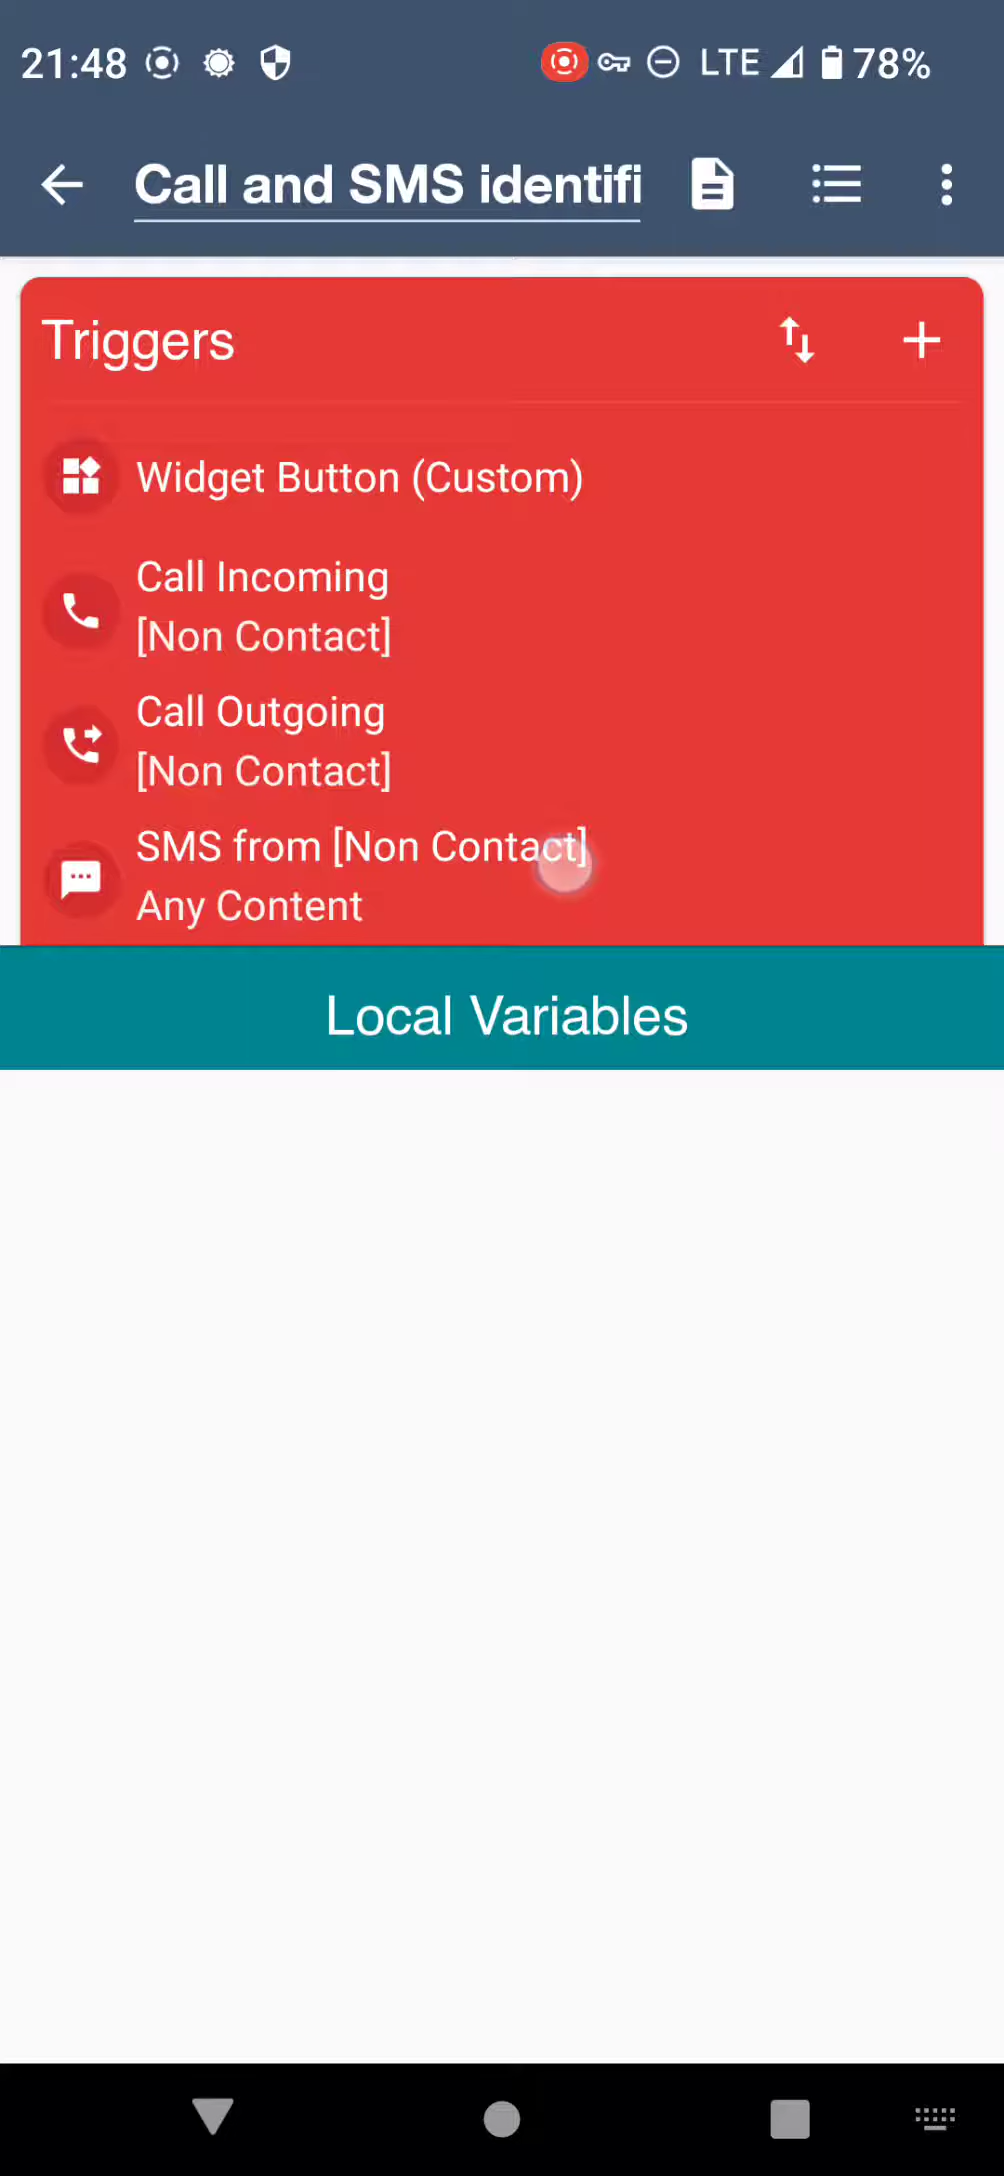 21:48 LTE 78%
Call and SMS identifi
Triggers
Widget Button (Custom)
Call Incoming
[Non Contact]
Call Outgoing
[Non Contact]
SMS from [Non Contact]
Any Content
Local Variables